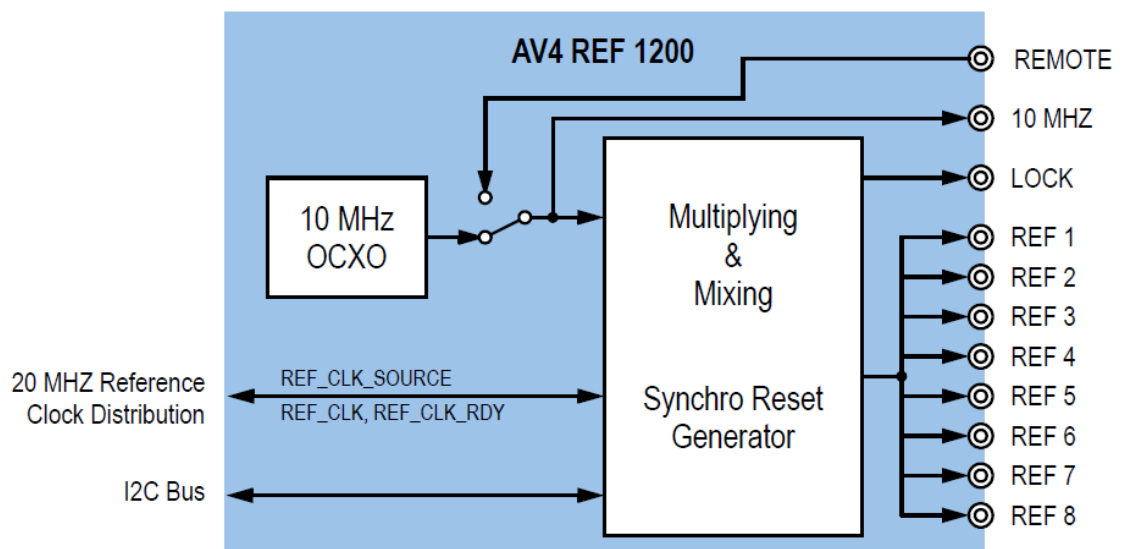 AV4 REF 1200
REMOTE
10 MHZ
LOCK
10 MHz
OCXO
Multiplying
&
Mixing
REF 1
REF 2
REF 3
REF 4
REF 5
REF 6
REF 7
REF 8
20 MHZ Reference
Clock Distribution
REF_CLK_SOURCE
REF_CLK, REF_CLK_RDY
Synchro Reset
Generator
I2C Bus